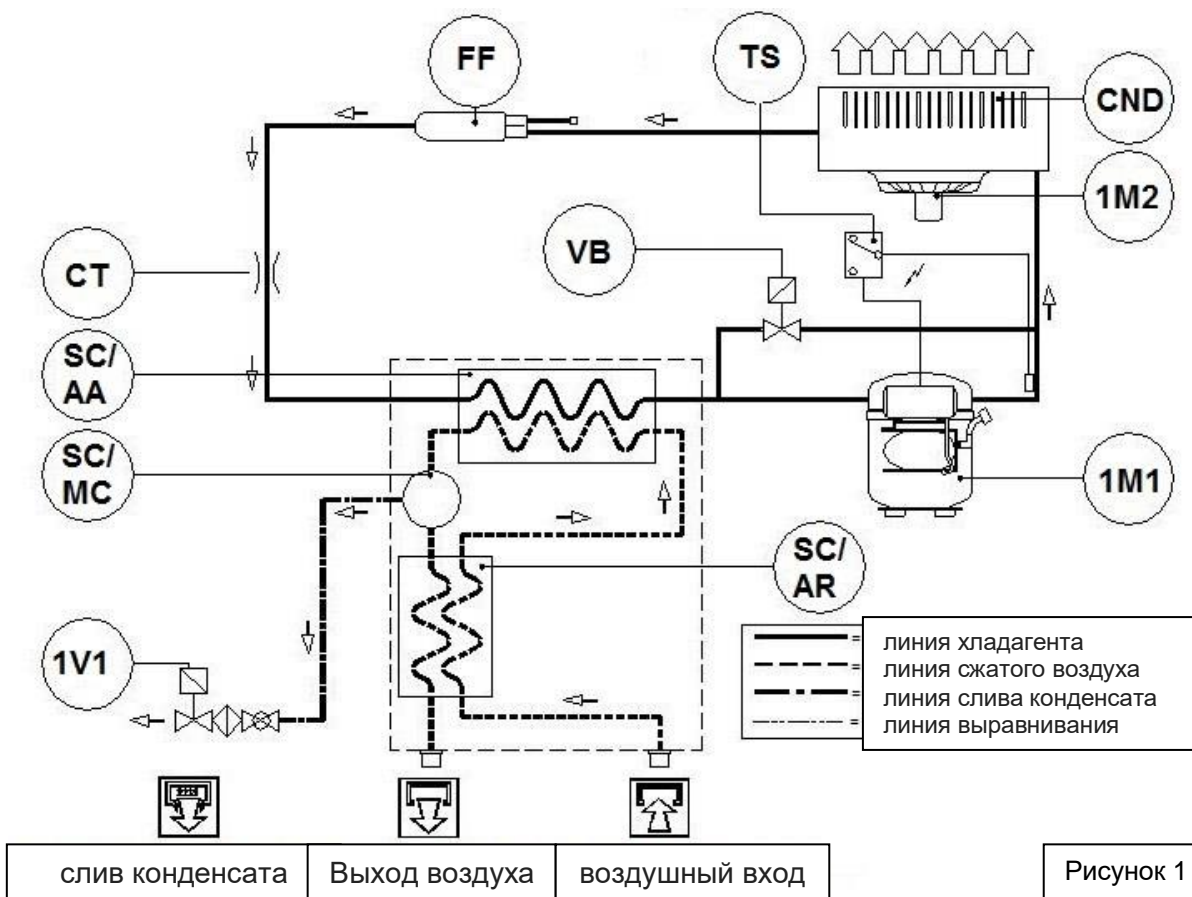 FF
TS
CND
1M2
VB
CT
SC/
AA
SC/
MC
1M1
SC/
AR
1V1
линия хладагента
линия сжатого воздуха
линия слива конденсата
линия выравнивания
слив конденсата
Выход воздуха
воздушный вход
Рисунок 1